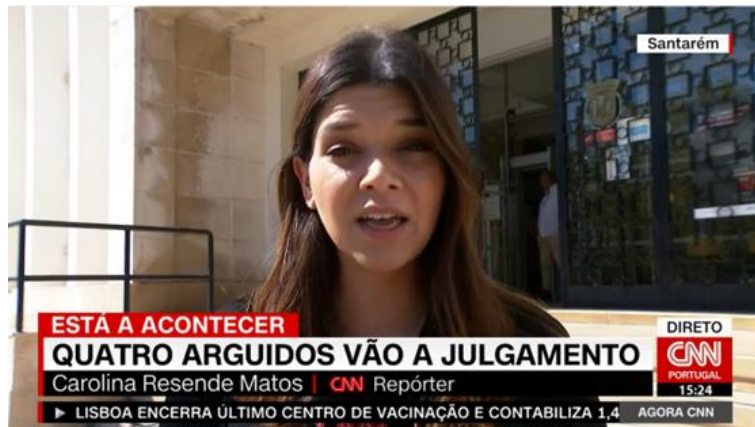 Santarém
ESTÁ A ACONTECER
DIRETO
QUATRO ARGUIDOS VÃO A JULGAMENTO
CNN
PORTUGAL
Carolina Resende Matos | CNN Repórter
15:24
▶ LISBOA ENCERRA ÚLTIMO CENTRO DE VACINAÇÃO E CONTABILIZA 1,4
AGORA CNN